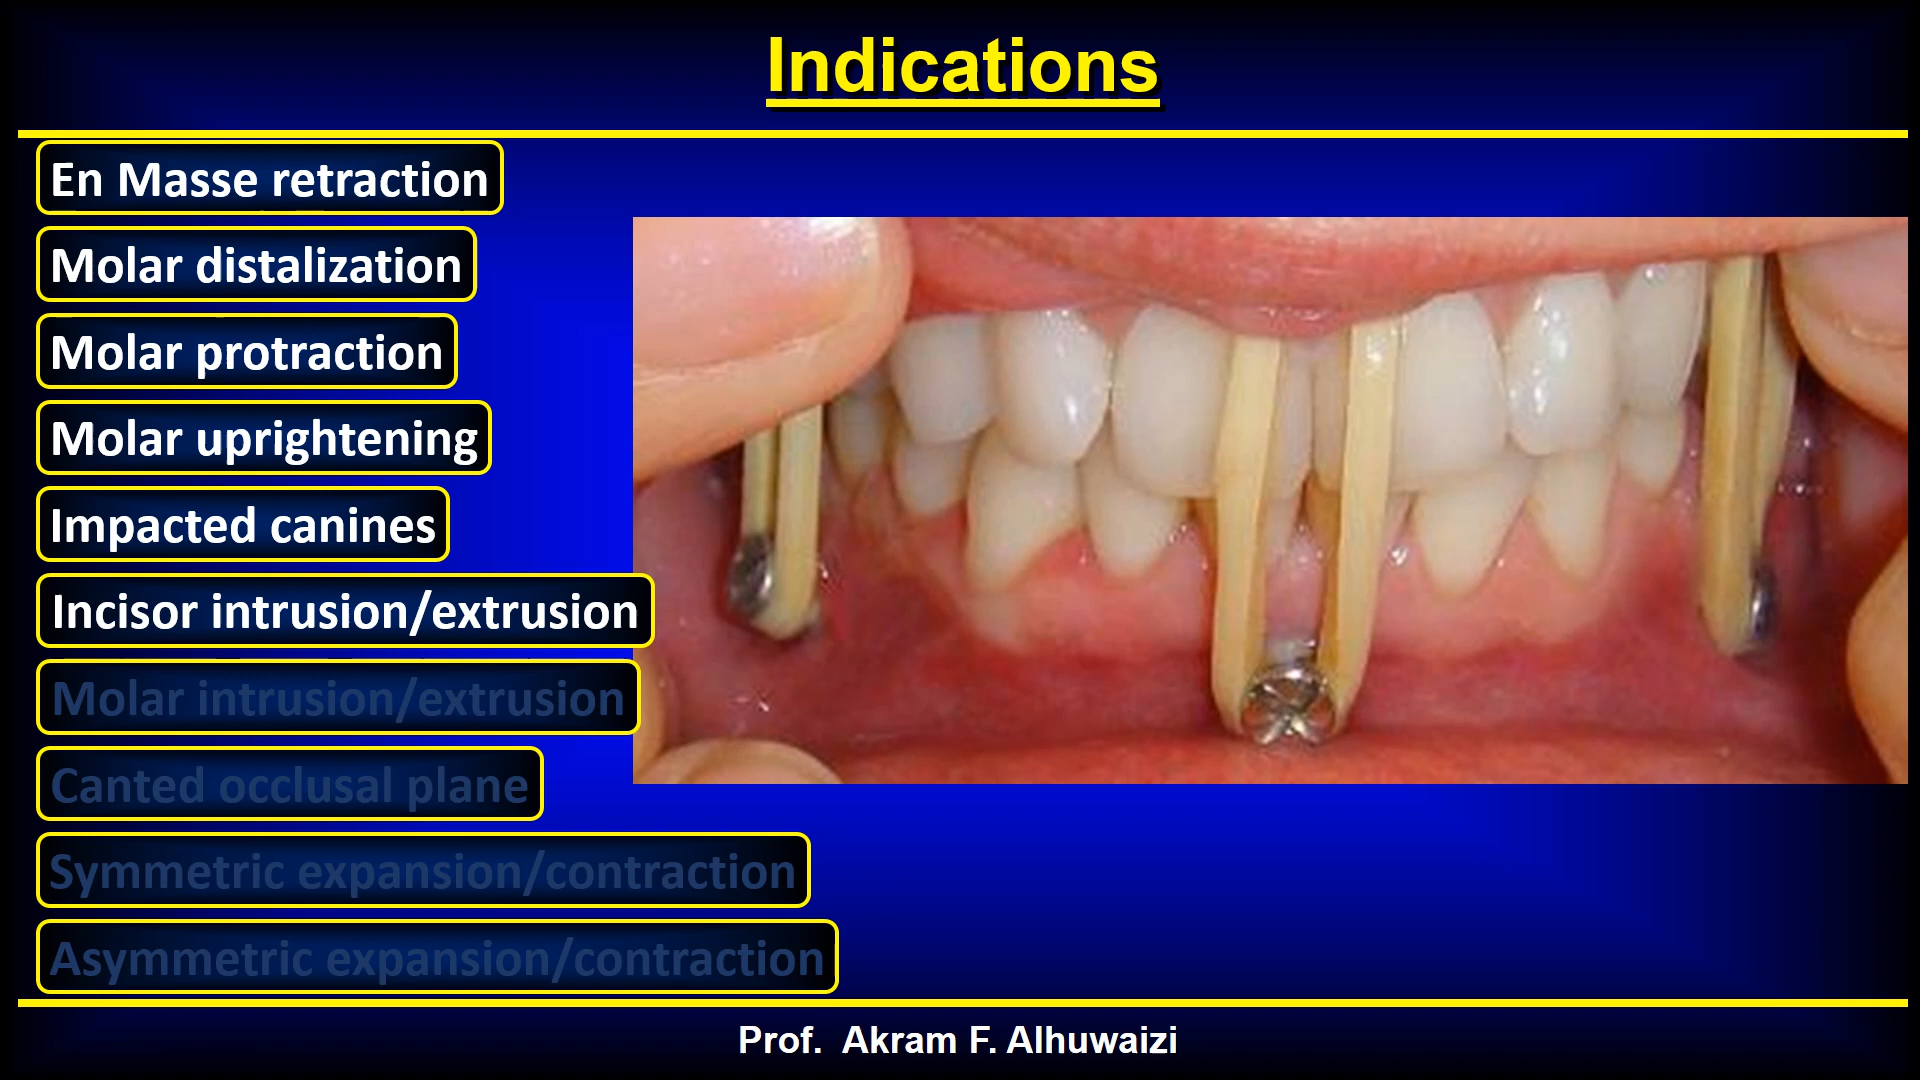 Indications
En Masse retraction
Molar distalization
Molar protraction
Molar uprightening
Impacted canines
Incisor intrusion/extrusion
Molar intrusion/extrusion
Canted occlusal plane
Symmetric expansion/contraction
Asymmetric expansion/contraction
Prof. Akram F. Alhuwaizi